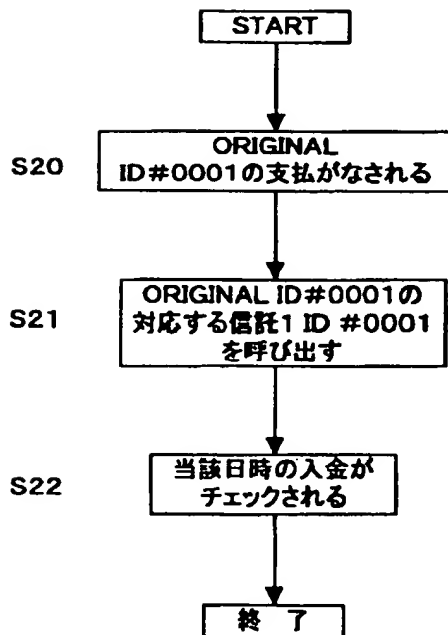 START
S20
ORIGINAL
ID#0001の支払がなされる
S21
ORIGINAL ID#0001の
対応する信託1 ID #0001
を呼び出す
S22
当該日時の入金が
チェックされる
終 了